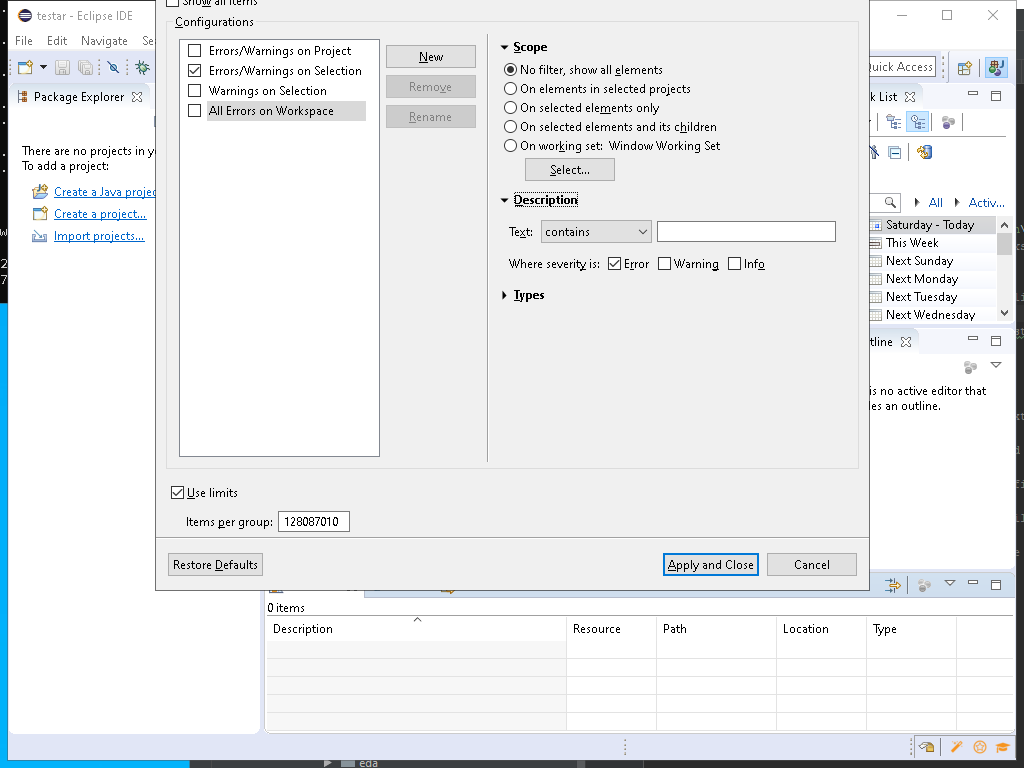 testar - Eclipse IDE
File Edit Navigate Se
Package Explorer
There are no projects in y
To add a project:
Create a Java projec
Create a project...
Import projects...
Show all items
Configurations
Errors/Warnings on Project
Errors/Warnings on Selection
Warnings on Selection
All Errors on Workspace
New
Remove
Rename
Scope
No filter, show all elements
On elements in selected projects
On selected elements only
On selected elements and its children
On working set: Window Working Set
Select...
Description
Text: contains
Where severity is: Error Warning Info
Types
Use limits
Items per group: 128087010
Restore Defaults
Apply and Close
Cancel
Quick Access
k List
All
Activ...
Saturday - Today
This Week
Next Sunday
Next Monday
Next Tuesday
Next Wednesday
tline
is no active editor that
les an outline.
0 items
Description Resource Path Location Type
eda